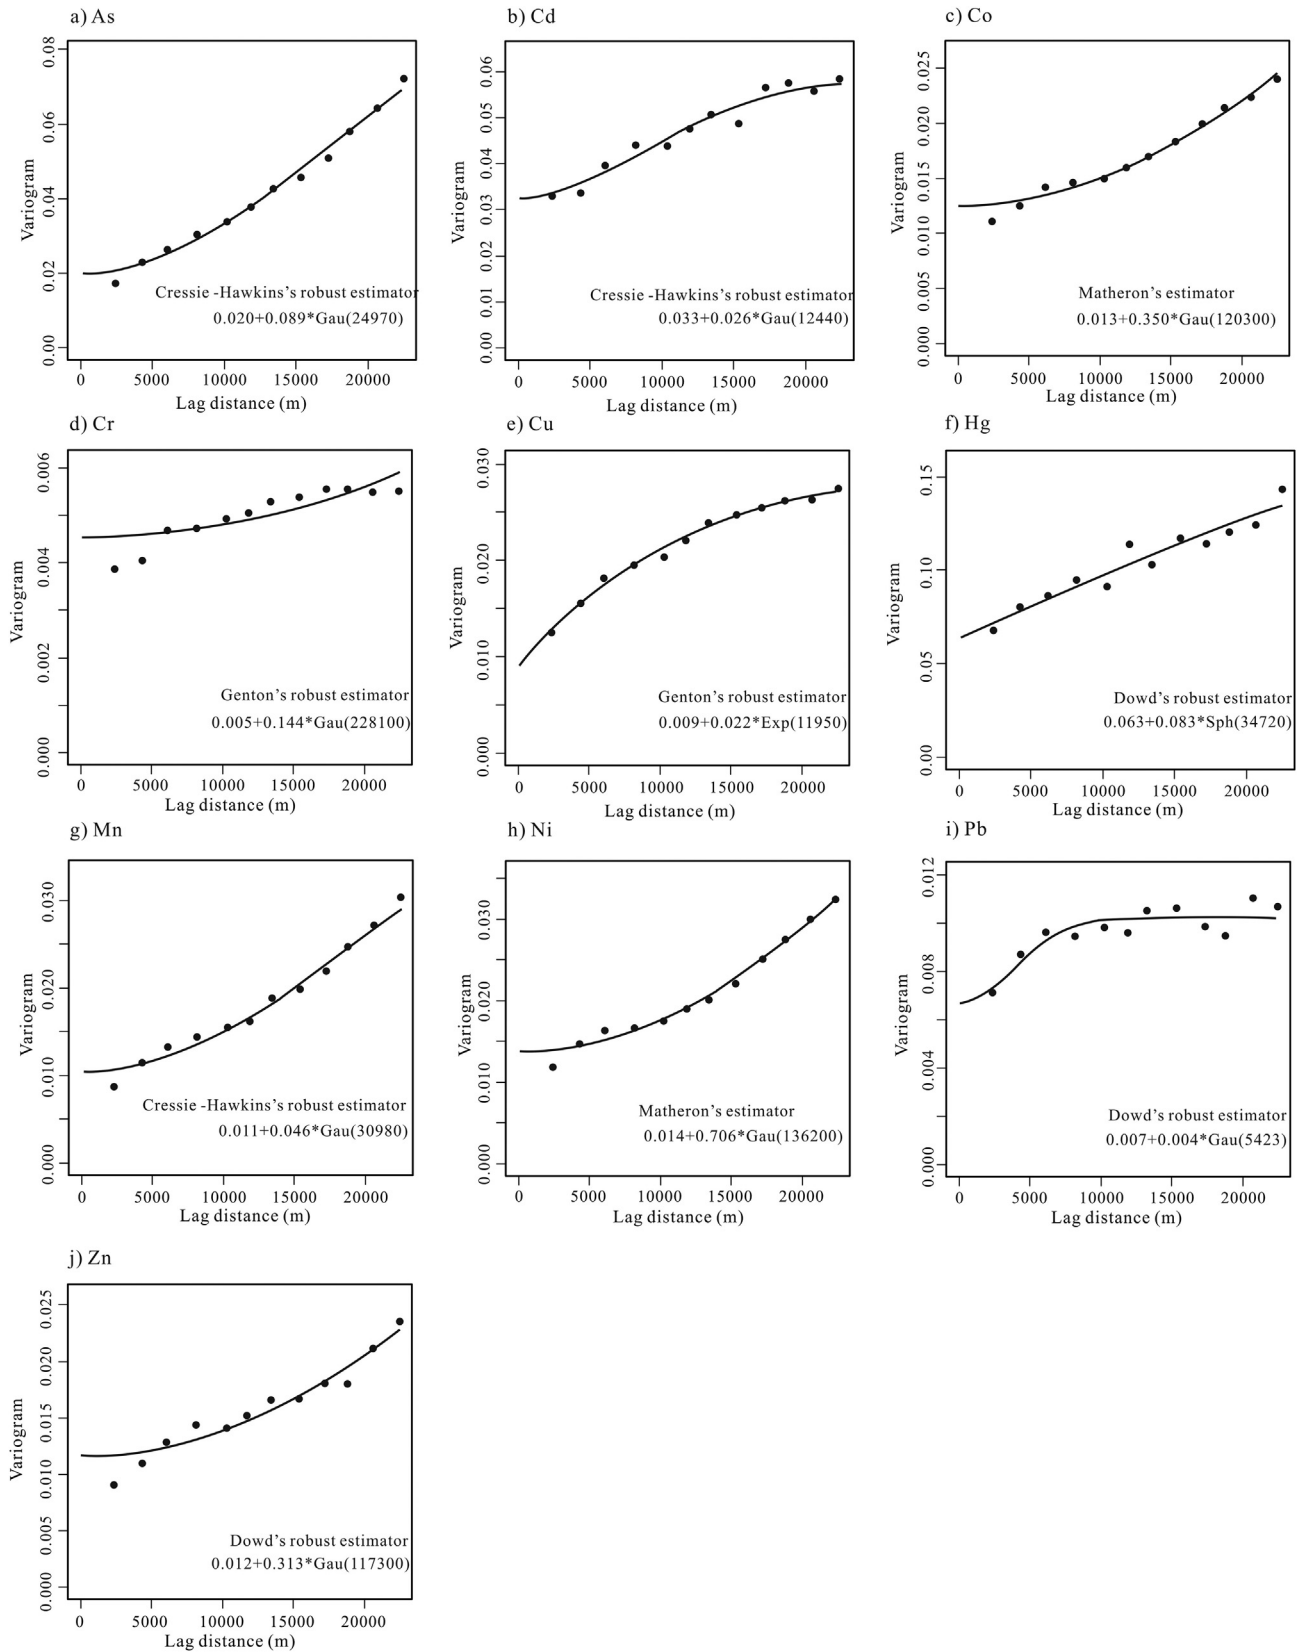 a) As
Variogram
0.00
0.02
0.04
0.06
0.08
Cressie -Hawkins's robust estimator
0.020+0.089*Gau(24970)
0 5000 10000 15000 20000
Lag distance (m)
b) Cd
Variogram
0.00
0.01
0.02
0.03
0.04
0.05
0.06
Cressie -Hawkins's robust estimator
0.033+0.026*Gau(12440)
0 5000 10000 15000 20000
Lag distance (m)
c) Co
Variogram
0.000
0.005
0.010
0.015
0.020
0.025
Matheron's estimator
0.013+0.350*Gau(120300)
0 5000 10000 15000 20000
Lag distance (m)
d) Cr
Variogram
0.000
0.002
0.004
0.006
Genton's robust estimator
0.005+0.144*Gau(228100)
0 5000 10000 15000 20000
Lag distance (m)
e) Cu
Variogram
0.000
0.010
0.020
0.030
Genton's robust estimator
0.009+0.022*Exp(11950)
0 5000 10000 15000 20000
Lag distance (m)
f) Hg
Variogram
0.00
0.05
0.10
0.15
Dowd's robust estimator
0.063+0.083*Sph(34720)
0 5000 10000 15000 20000
Lag distance (m)
g) Mn
Variogram
0.000
0.010
0.020
0.030
Cressie -Hawkins's robust estimator
0.011+0.046*Gau(30980)
0 5000 10000 15000 20000
Lag distance (m)
h) Ni
Variogram
0.000
0.010
0.020
0.030
Matheron's estimator
0.014+0.706*Gau(136200)
0 5000 10000 15000 20000
Lag distance (m)
i) Pb
Variogram
0.000
0.004
0.008
0.012
Dowd's robust estimator
0.007+0.004*Gau(5423)
0 5000 10000 15000 20000
Lag distance (m)
j) Zn
Variogram
0.000
0.005
0.010
0.015
0.020
0.025
Dowd's robust estimator
0.012+0.313*Gau(117300)
0 5000 10000 15000 20000
Lag distance (m)